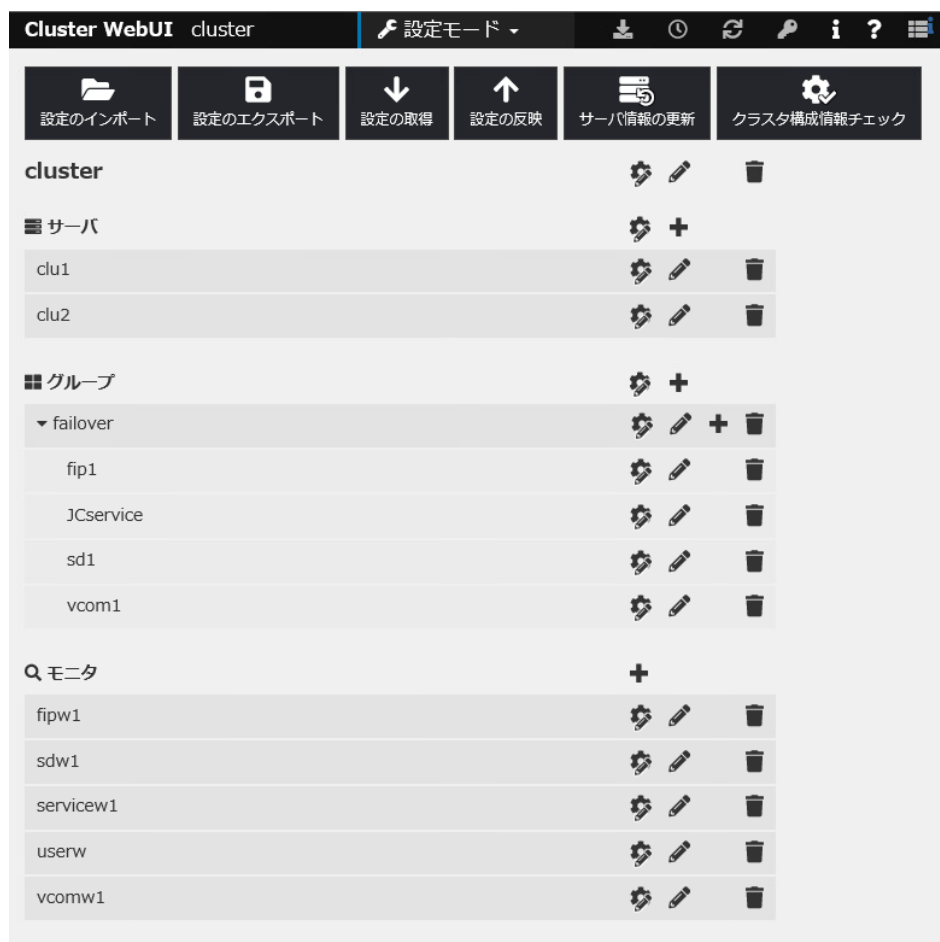 Cluster WebUI cluster 設定モード
設定のインポート 設定のエクスポート 設定の取得 設定の反映 サーバ情報の更新 クラスタ構成情報チェック
cluster
サーバ
clu1
clu2
グループ
failover
fip1
JCservice
sd1
vcom1
モニタ
fipw1
sdw1
servicew1
userw
vcomw1